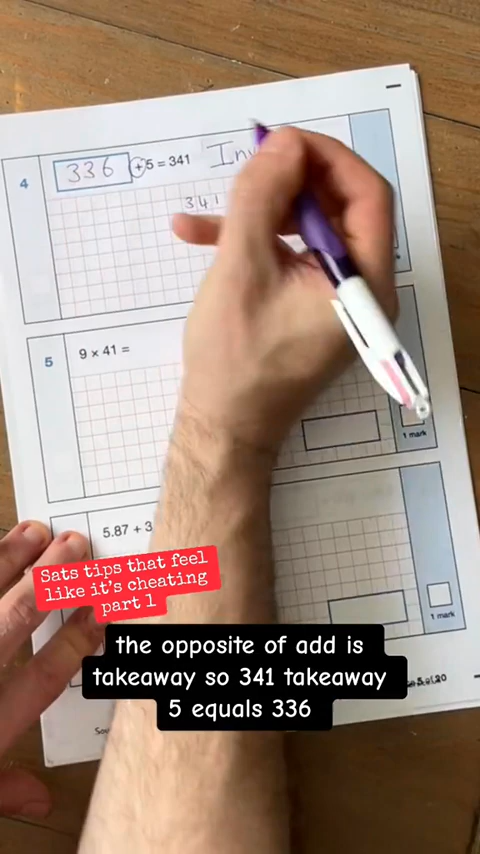 4
336 + 5 = 341
Inv
341
5
9 × 41 =
1 mark
5.87 + 3
1 mark
Sats tips that feel
like it's cheating
part 1
the opposite of add is
takeaway so 341 takeaway
5 equals 336